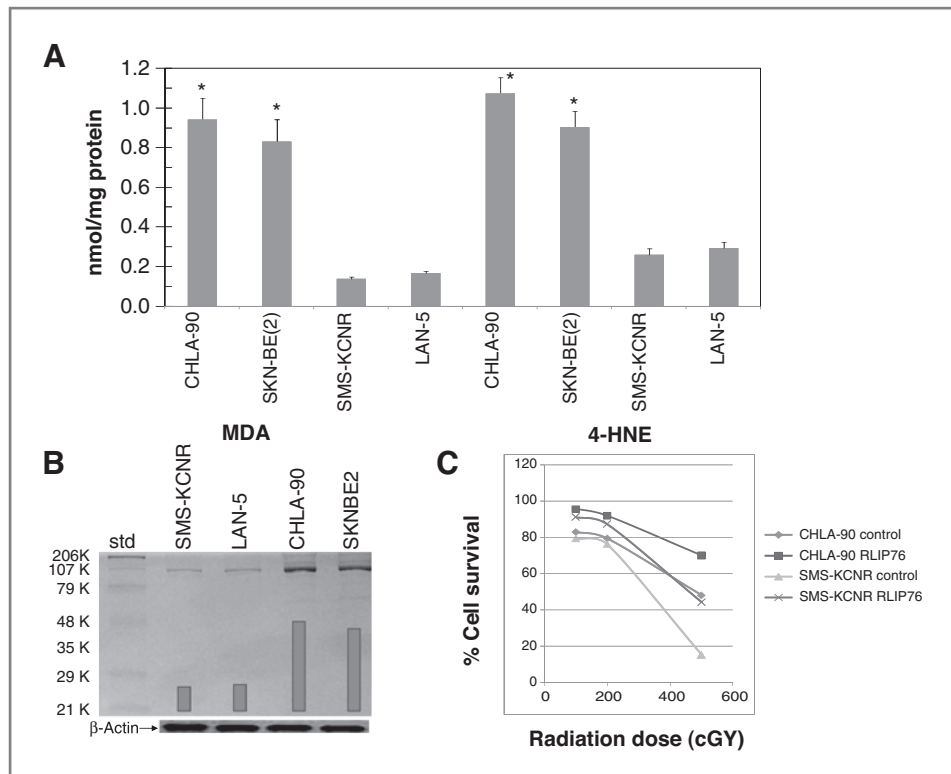 A
nmol/mg protein
1.2
1.0
0.8
0.6
0.4
0.2
0.0
* * * *
CHLA-90
SKN-BE(2)
SMS-KCNR
LAN-5
CHLA-90
SKN-BE(2)
SMS-KCNR
LAN-5
MDA 4-HNE
B
std
SMS-KCNR
LAN-5
CHLA-90
SKNBE2
206K
107 K
79 K
48 K
35 K
29 K
21 K
β-Actin→
C
% Cell survival
120
100
80
60
40
20
0
0 200 400 600
Radiation dose (cGY)
CHLA-90 control
CHLA-90 RLIP76
SMS-KCNR control
SMS-KCNR RLIP76